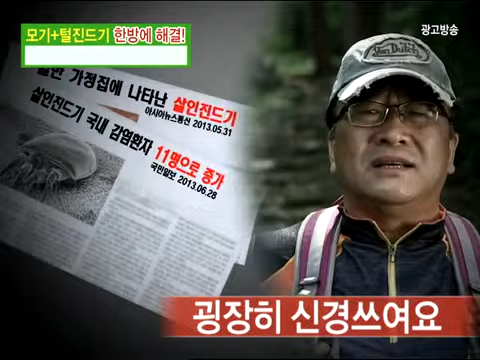 모기+털진드기 한방에 해결!
광고방송
일반 가정집에 나타난 살인진드기
아시아뉴스통신 2013.05.31
살인진드기 국내 감염환자 11명으로 증가
국민일보 2013.06.28
굉장히 신경쓰여요